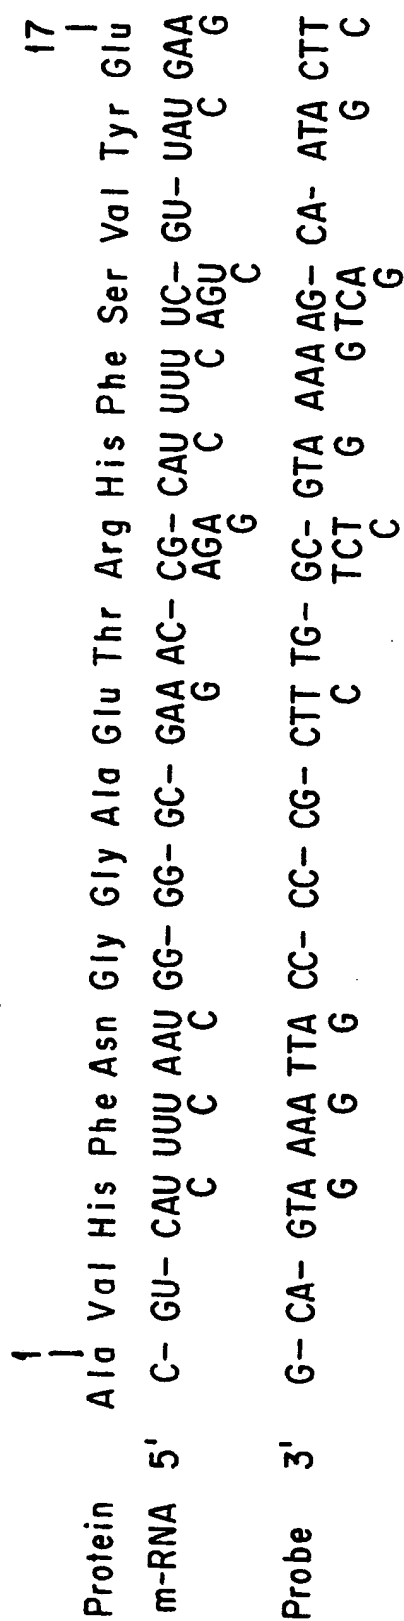 1 17
Protein Ala Val His Phe Asn Gly Gly Ala Glu Thr Arg His Phe Ser Val Tyr Glu
m-RNA 5' C– GU– CAU UUU AAU GG– GG– GC– GAA AC– CG– CAU UUU UC– GU– UAU GAA
C C C G AGA C C AGU C G
G C
Probe 3' G– CA– GTA AAA TTA CC– CC– CG– CTT TG– GC– GTA AAA AG– CA– ATA CTT
G G G C TCT G G TCA G C
C G